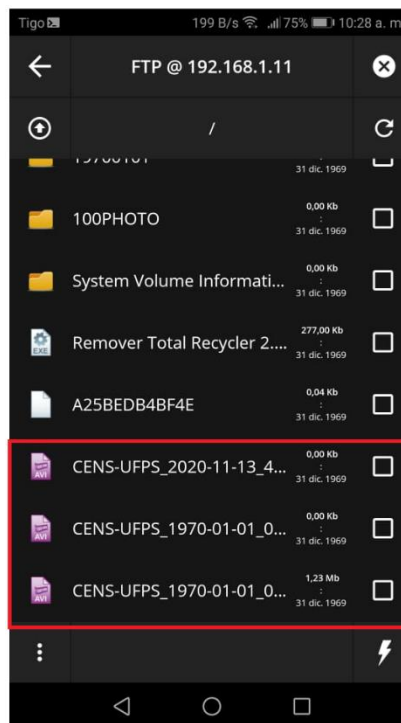 Tigo 199 B/s 75% 10:28 a. m
FTP @ 192.168.1.11
/
19700101
31 dic. 1969
100PHOTO
0,00 Kb
:
31 dic. 1969
System Volume Informati...
0,00 Kb
:
31 dic. 1969
Remover Total Recycler 2....
277,00 Kb
:
31 dic. 1969
EXE
A25BEDB4BF4E
0,04 Kb
:
31 dic. 1969
CENS-UFPS_2020-11-13_4...
0,00 Kb
:
31 dic. 1969
AVI
CENS-UFPS_1970-01-01_0...
0,00 Kb
:
31 dic. 1969
AVI
CENS-UFPS_1970-01-01_0...
1,23 Mb
:
31 dic. 1969
AVI